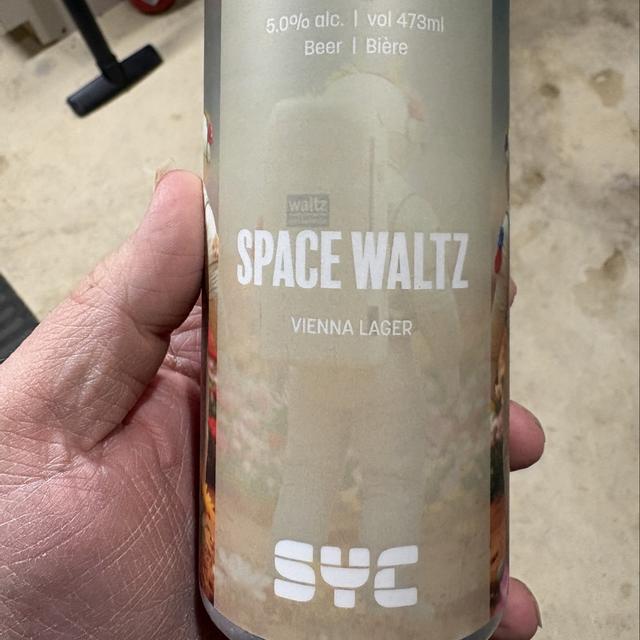 5.0% alc. | vol 473ml
Beer | Bière
waltz
SPACE WALTZ
VIENNA LAGER
SYC